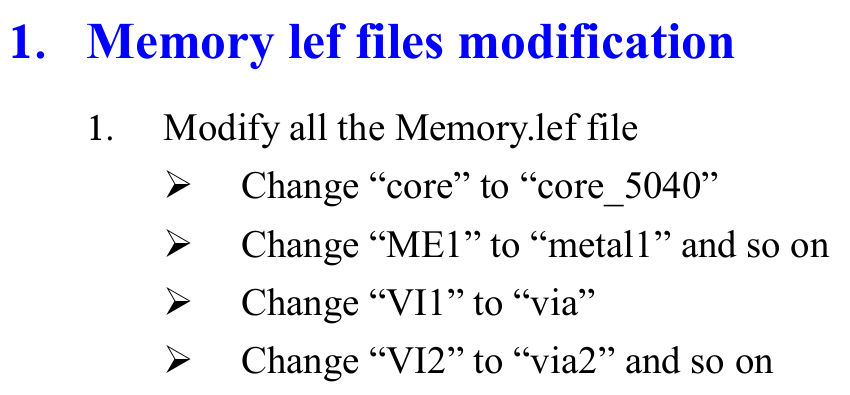 1. Memory lef files modification
1. Modify all the Memory.lef file
➢ Change “core” to “core_5040”
➢ Change “ME1” to “metal1” and so on
➢ Change “VI1” to “via”
➢ Change “VI2” to “via2” and so on